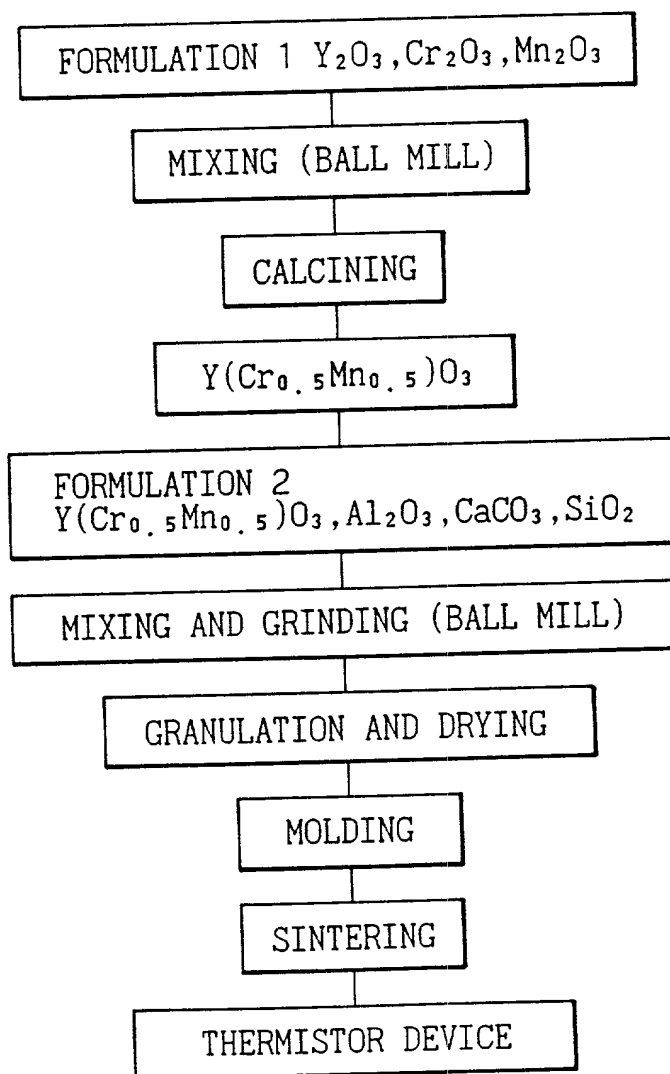 FORMULATION 1 Y₂O₃,Cr₂O₃,Mn₂O₃
MIXING (BALL MILL)
CALCINING
Y(Cr₀.₅Mn₀.₅)O₃
FORMULATION 2
Y(Cr₀.₅Mn₀.₅)O₃,Al₂O₃,CaCO₃,SiO₂
MIXING AND GRINDING (BALL MILL)
GRANULATION AND DRYING
MOLDING
SINTERING
THERMISTOR DEVICE